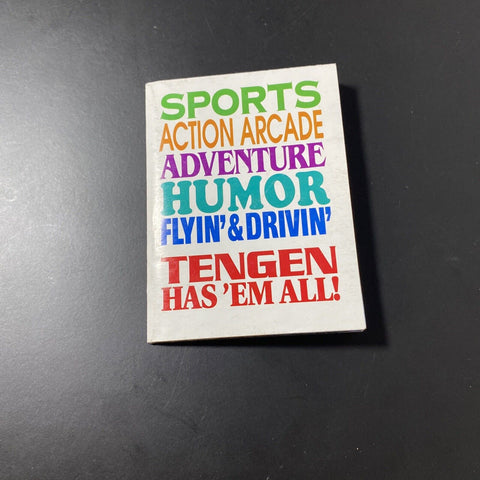 SPORTS
ACTION ARCADE
ADVENTURE
HUMOR
FLYIN' & DRIVIN'
TENGEN
HAS 'EM ALL!